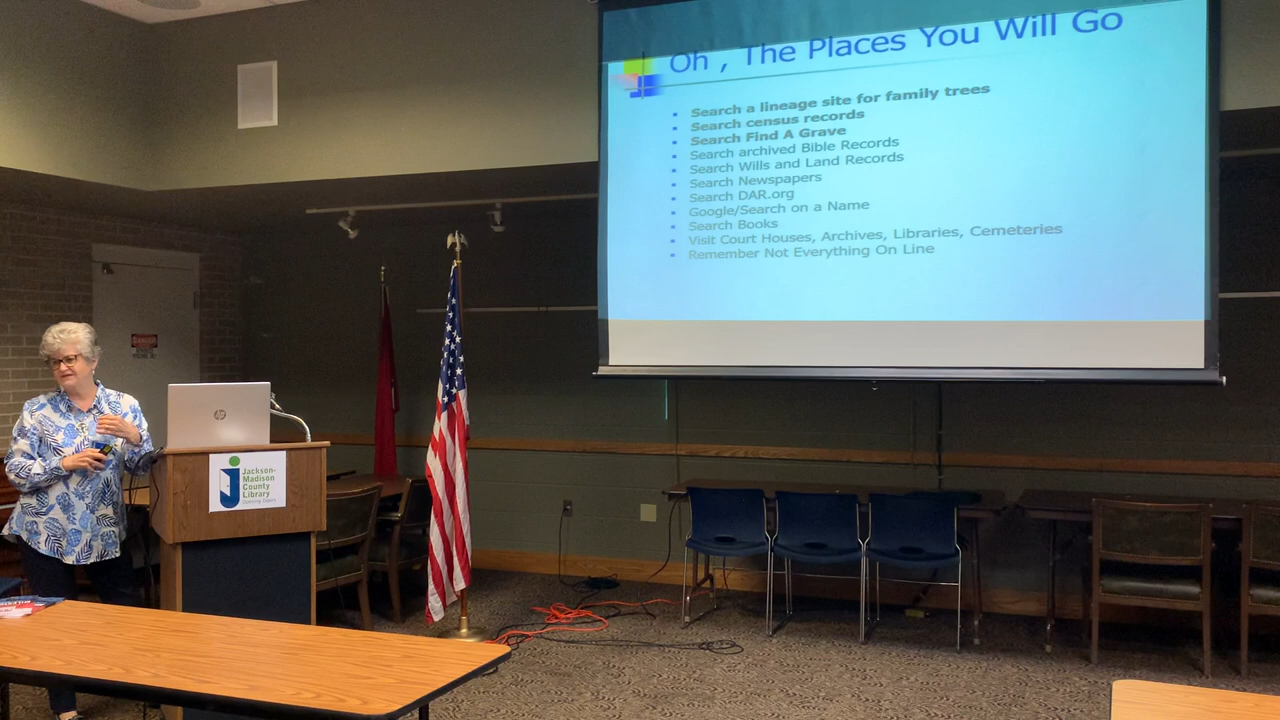 Oh , The Places You Will Go
Search a lineage site for family trees
Search census records
Search Find A Grave
Search archived Bible Records
Search Wills and Land Records
Search Newspapers
Search DAR.org
Google/Search on a Name
Search Books
Visit Court Houses, Archives, Libraries, Cemeteries
Remember Not Everything On Line
DANGER
hp
Jackson-
Madison
County
Library